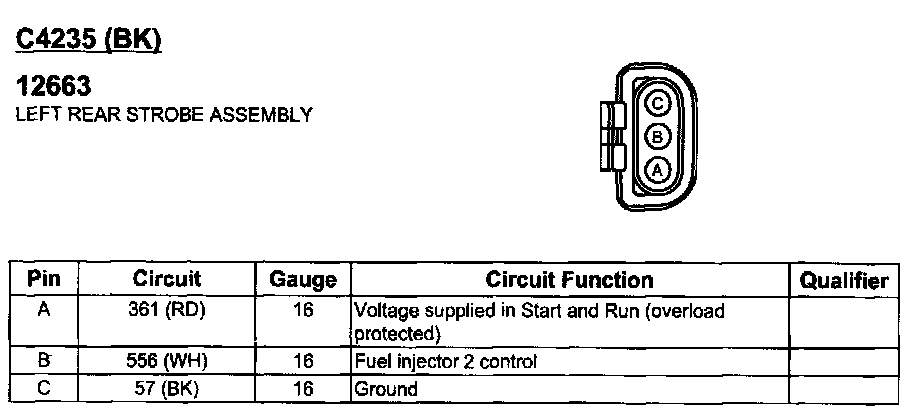 C4235 (BK)
12663
LEFT REAR STROBE ASSEMBLY
C
B
A
Pin Circuit Gauge Circuit Function Qualifier
A 361 (RD) 16 Voltage supplied in Start and Run (overload
protected)
B 556 (WH) 16 Fuel injector 2 control
C 57 (BK) 16 Ground